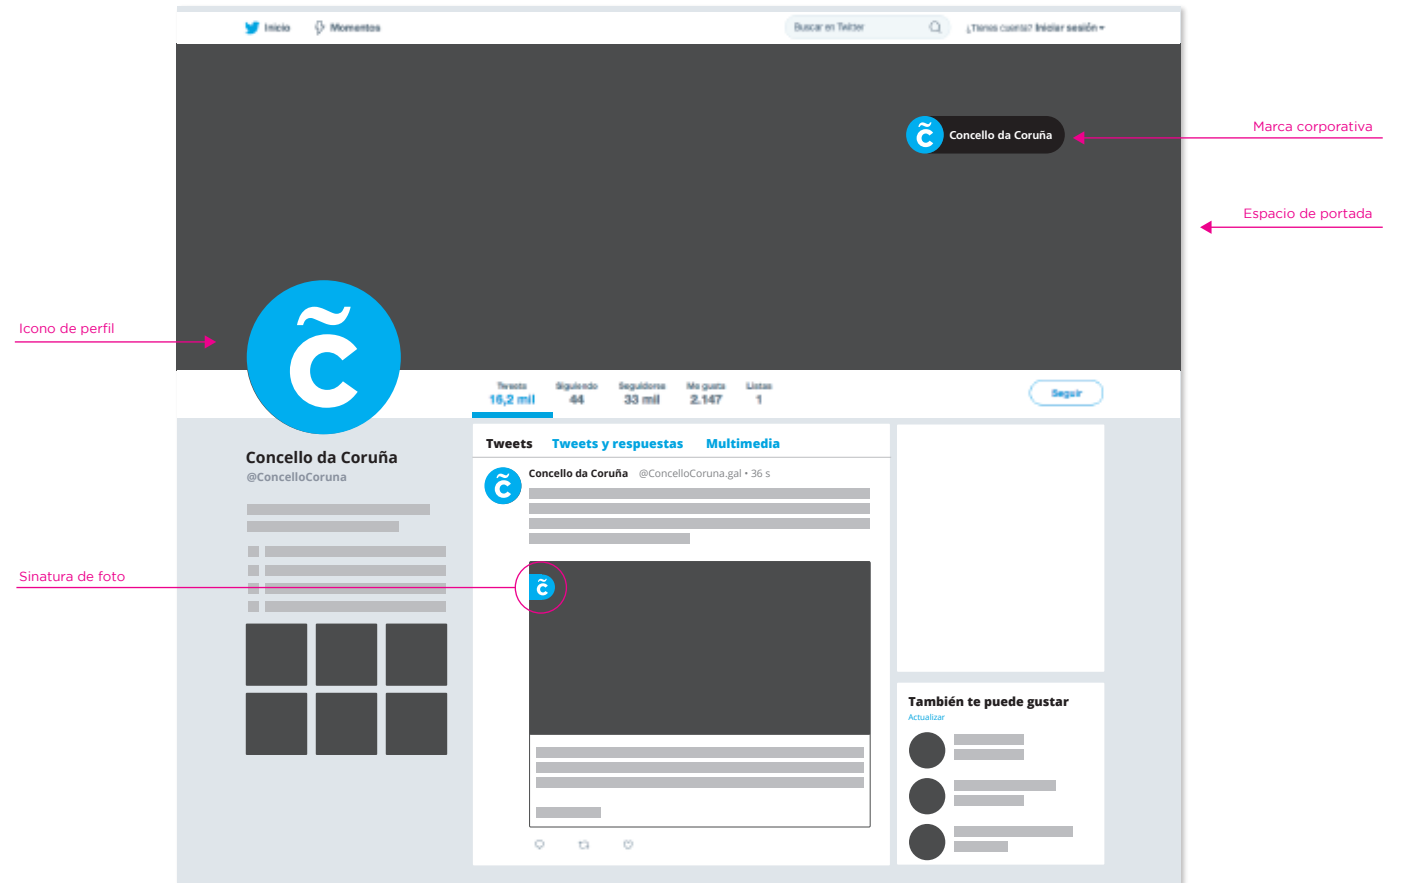 Inicio
Momentos
Buscar en Twitter
¿Tienes cuenta? Iniciar sesión
c̃ Concello da Coruña
Marca corporativa
Espacio de portada
Icono de perfil
c̃
Tweets Siguiendo Seguidores Me gusta Listas
16,2 mil 44 33 mil 2.147 1
Seguir
Concello da Coruña
@ConcelloCoruna
Tweets Tweets y respuestas Multimedia
c̃ Concello da Coruña @ConcelloCoruna.gal • 36 s
Sinatura de foto
c̃
También te puede gustar
Actualizar